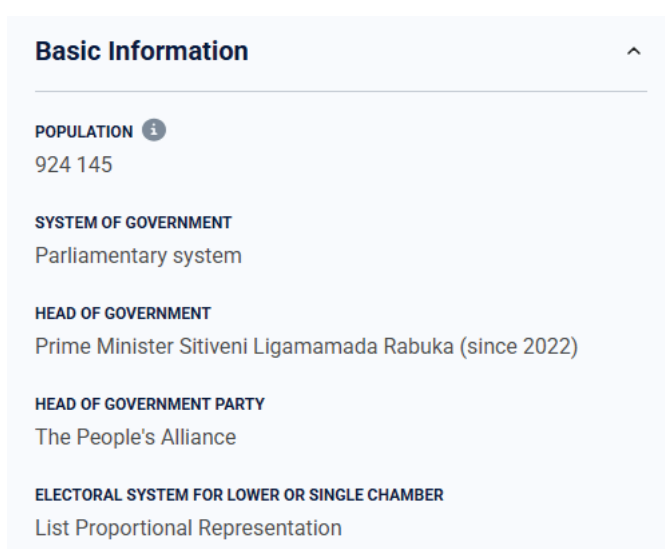 Basic Information
POPULATION
924 145
SYSTEM OF GOVERNMENT
Parliamentary system
HEAD OF GOVERNMENT
Prime Minister Sitiveni Ligamamada Rabuka (since 2022)
HEAD OF GOVERNMENT PARTY
The People's Alliance
ELECTORAL SYSTEM FOR LOWER OR SINGLE CHAMBER
List Proportional Representation